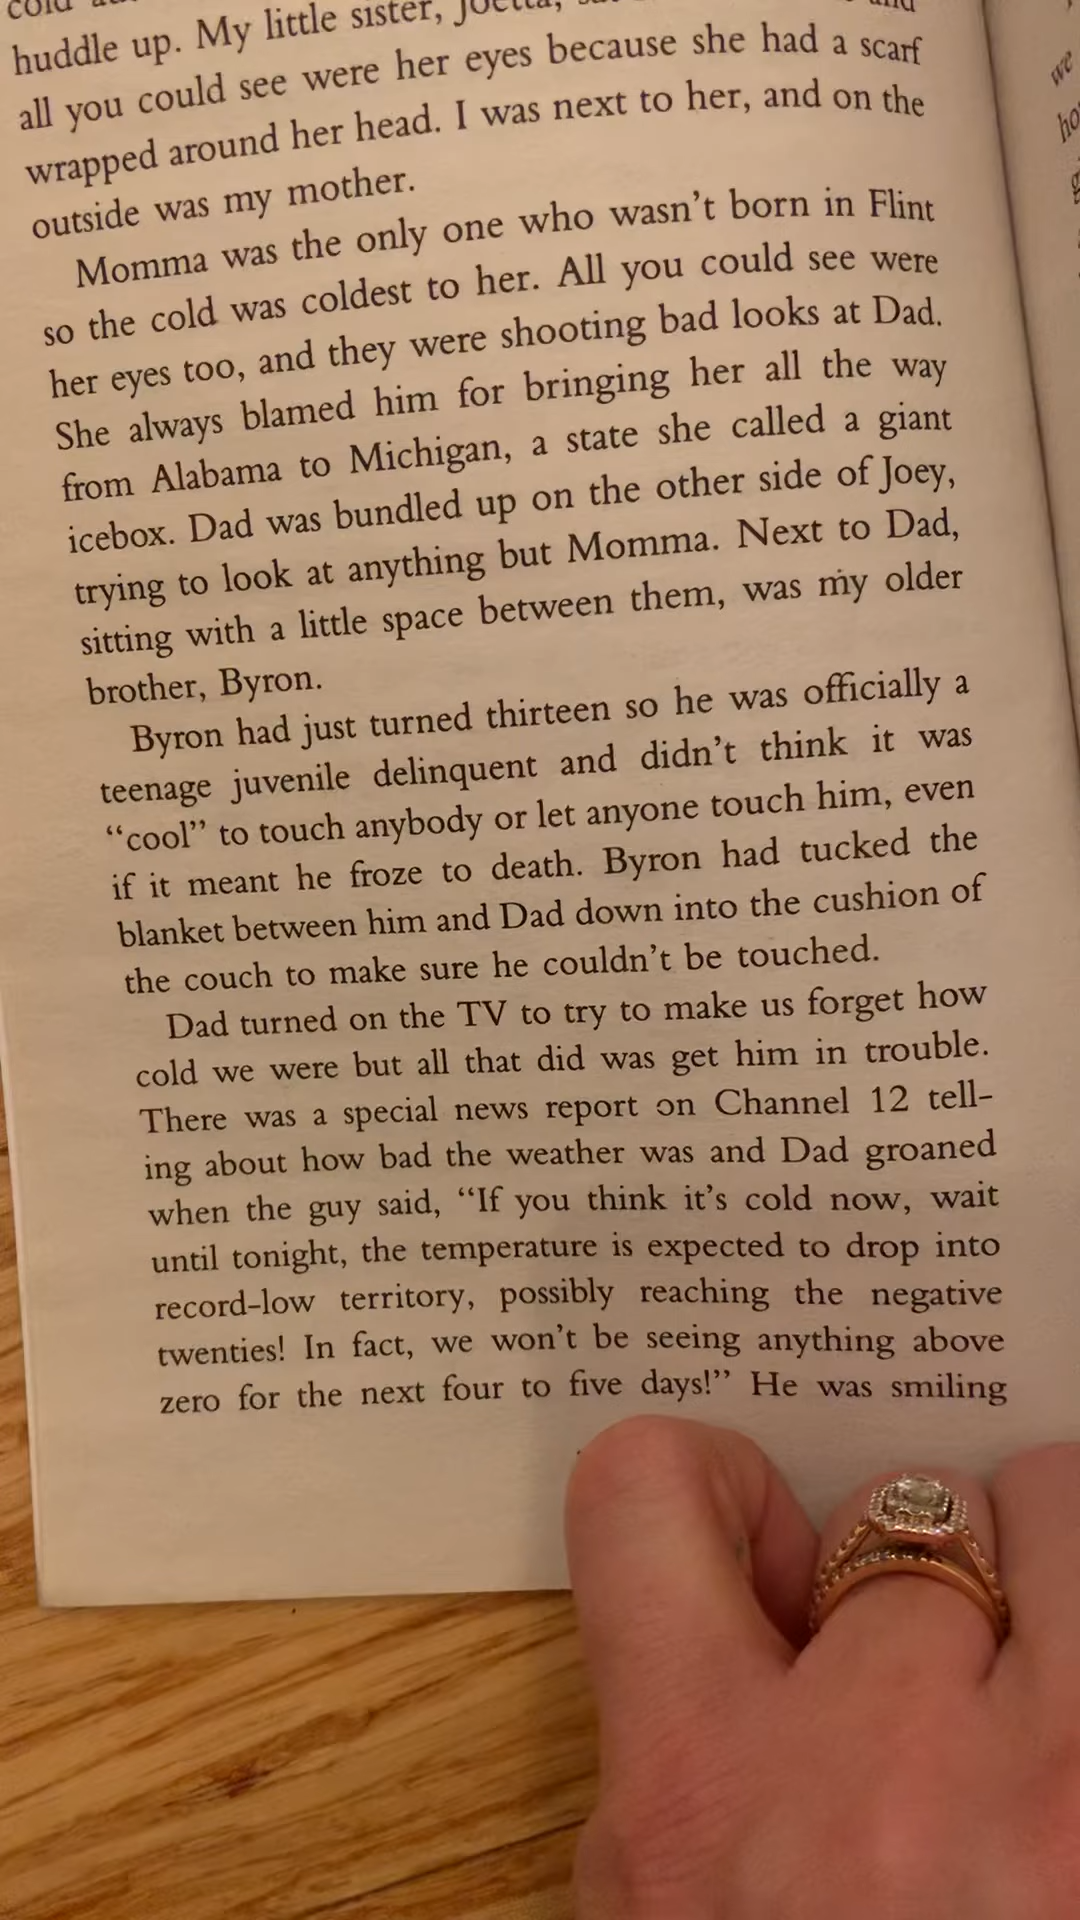 huddle up. My little sister, Joetta,
all you could see were her eyes because she had a scarf
wrapped around her head. I was next to her, and on the
outside was my mother.
Momma was the only one who wasn't born in Flint
so the cold was coldest to her. All you could see were
her eyes too, and they were shooting bad looks at Dad.
She always blamed him for bringing her all the way
from Alabama to Michigan, a state she called a giant
icebox. Dad was bundled up on the other side of Joey,
trying to look at anything but Momma. Next to Dad,
sitting with a little space between them, was my older
brother, Byron.
Byron had just turned thirteen so he was officially a
teenage juvenile delinquent and didn't think it was
“cool” to touch anybody or let anyone touch him, even
if it meant he froze to death. Byron had tucked the
blanket between him and Dad down into the cushion of
the couch to make sure he couldn't be touched.
Dad turned on the TV to try to make us forget how
cold we were but all that did was get him in trouble.
There was a special news report on Channel 12 tell-
ing about how bad the weather was and Dad groaned
when the guy said, “If you think it's cold now, wait
until tonight, the temperature is expected to drop into
record-low territory, possibly reaching the negative
twenties! In fact, we won't be seeing anything above
zero for the next four to five days!” He was smiling
we